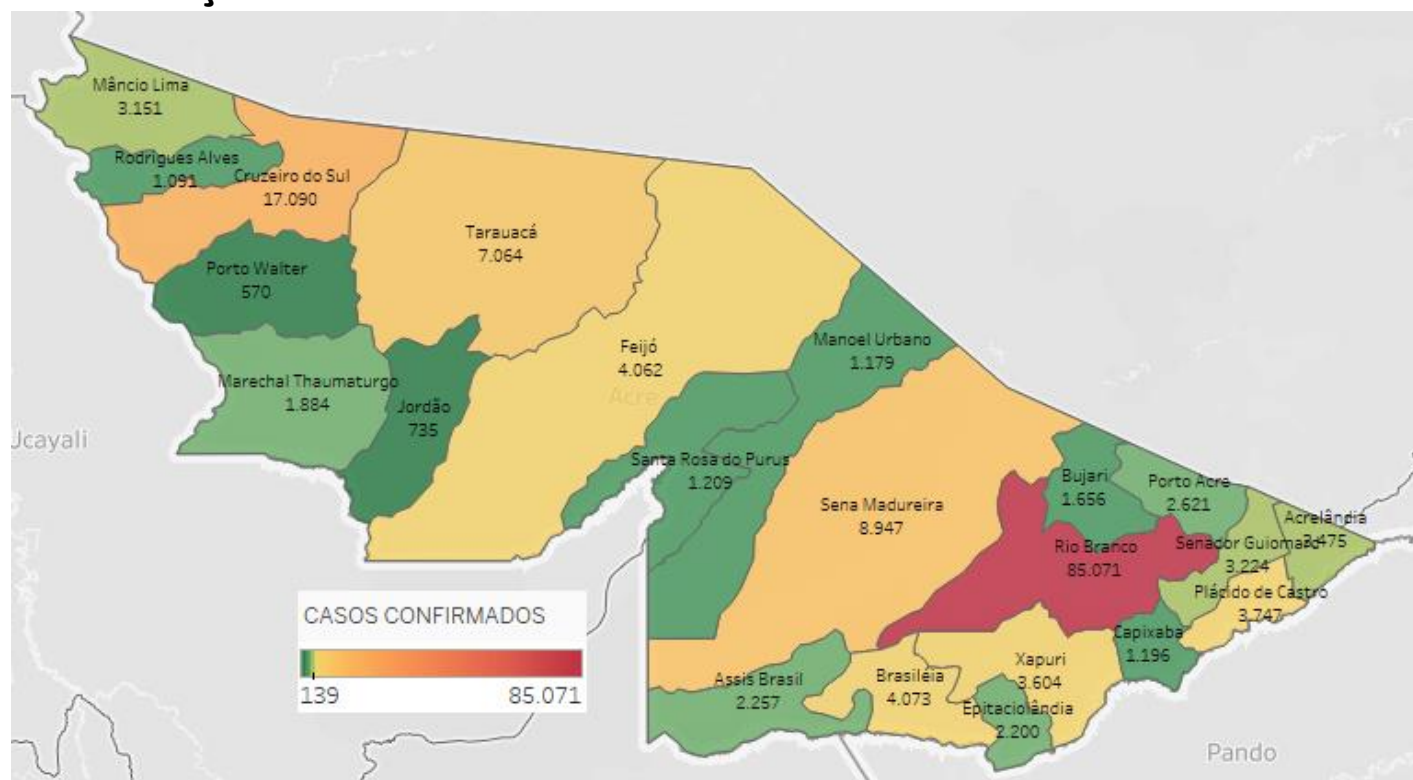 Mâncio Lima
3.151
Rodrigues Alves
1.091
Cruzeiro do Sul
17.090
Tarauacá
7.064
Porto Walter
570
Feijó
4.062
Manoel Urbano
1.179
Marechal Thaumaturgo
1.884
Jordão
735
Acre
Ucayali
Santa Rosa do Purus
1.209
Sena Madureira
8.947
Bujari
1.656
Porto Acre
2.621
Acrelândia
3.475
Rio Branco
85.071
Senador Guiomard
3.224
Plácido de Castro
3.747
Capixaba
1.196
Xapuri
3.604
Brasiléia
4.073
Assis Brasil
2.257
Epitaciolândia
2.200
Pando
CASOS CONFIRMADOS
139
85.071